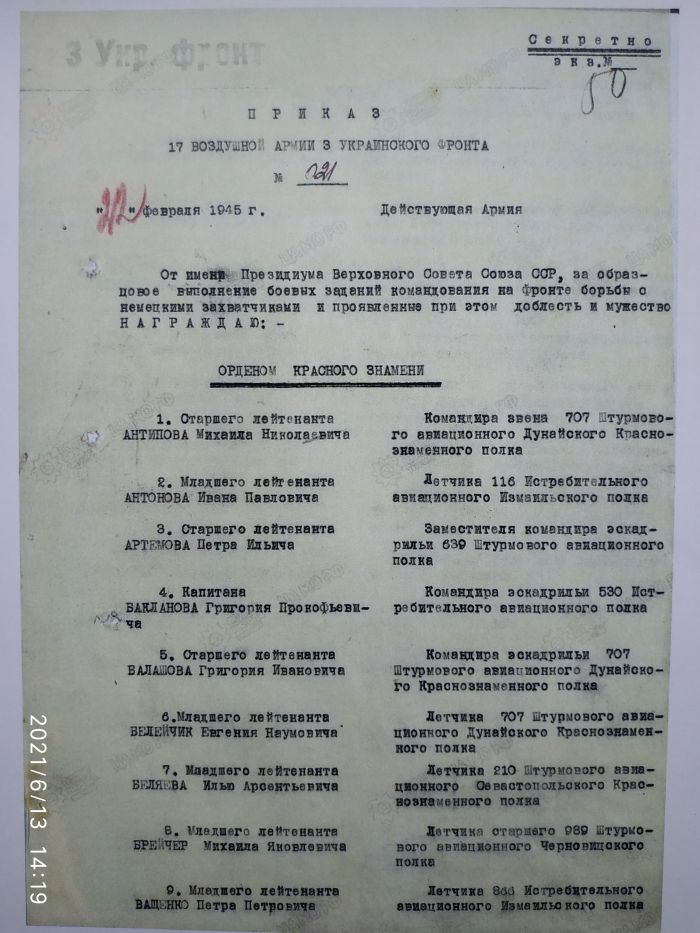 3 Укр. фронт
Секретно
экз.№
50
ПРИКАЗ
17 ВОЗДУШНОЙ АРМИИ 3 УКРАИНСКОГО ФРОНТА
№ 021
"22" февраля 1945 г. Действующая Армия
От имени Президиума Верховного Совета Союза ССР, за образ-
цовое выполнение боевых заданий командования на фронте борьбы с
немецкими захватчиками и проявленные при этом доблесть и мужество
НАГРАЖДАЮ: -
ОРДЕНОМ КРАСНОГО ЗНАМЕНИ
1. Старшего лейтенанта Командира звена 707 Штурмово-
АНТИПОВА Михаила Николаевича го авиационного Дунайского Красно-
знаменного полка
2. Младшего лейтенанта Летчика 116 Истребительного
АНТОНОВА Ивана Павловича авиационного Измаильского полка
3. Старшего лейтенанта Заместителя командира эскад-
АРТЕМОВА Петра Ильича рильи 639 Штурмового авиационного
полка
4. Капитана Командира эскадрильи 530 Ист-
БАКЛАНОВА Григория Прокофьеви- ребительного авиационного полка
ча
5. Старшего лейтенанта Командира эскадрильи 707
БАЛАШОВА Григория Ивановича Штурмового авиационного Дунайско-
го Краснознаменного полка
6.Младшего лейтенанта Летчика 707 Штурмового авиа-
БЕЛЕЙЧИК Евгения Наумовича ционного Дунайского Краснознамен-
ного полка
7. Младшего лейтенанта Летчика 210 Штурмового авиа-
БЕЛЯЕВА Илью Арсентьевича ционного Севастопольского Крас-
нознаменного полка
8. Младшего лейтенанта Летчика старшего 989 Штурмо-
БРЕЙЧЕР Михаила Яковлевича вого авиационного Черновицского
полка
9. Младшего лейтенанта Летчика 866 Истребительного
ВАЩЕНКО Петра Петровича авиационного Измаильского полка
2021/6/13 14:19